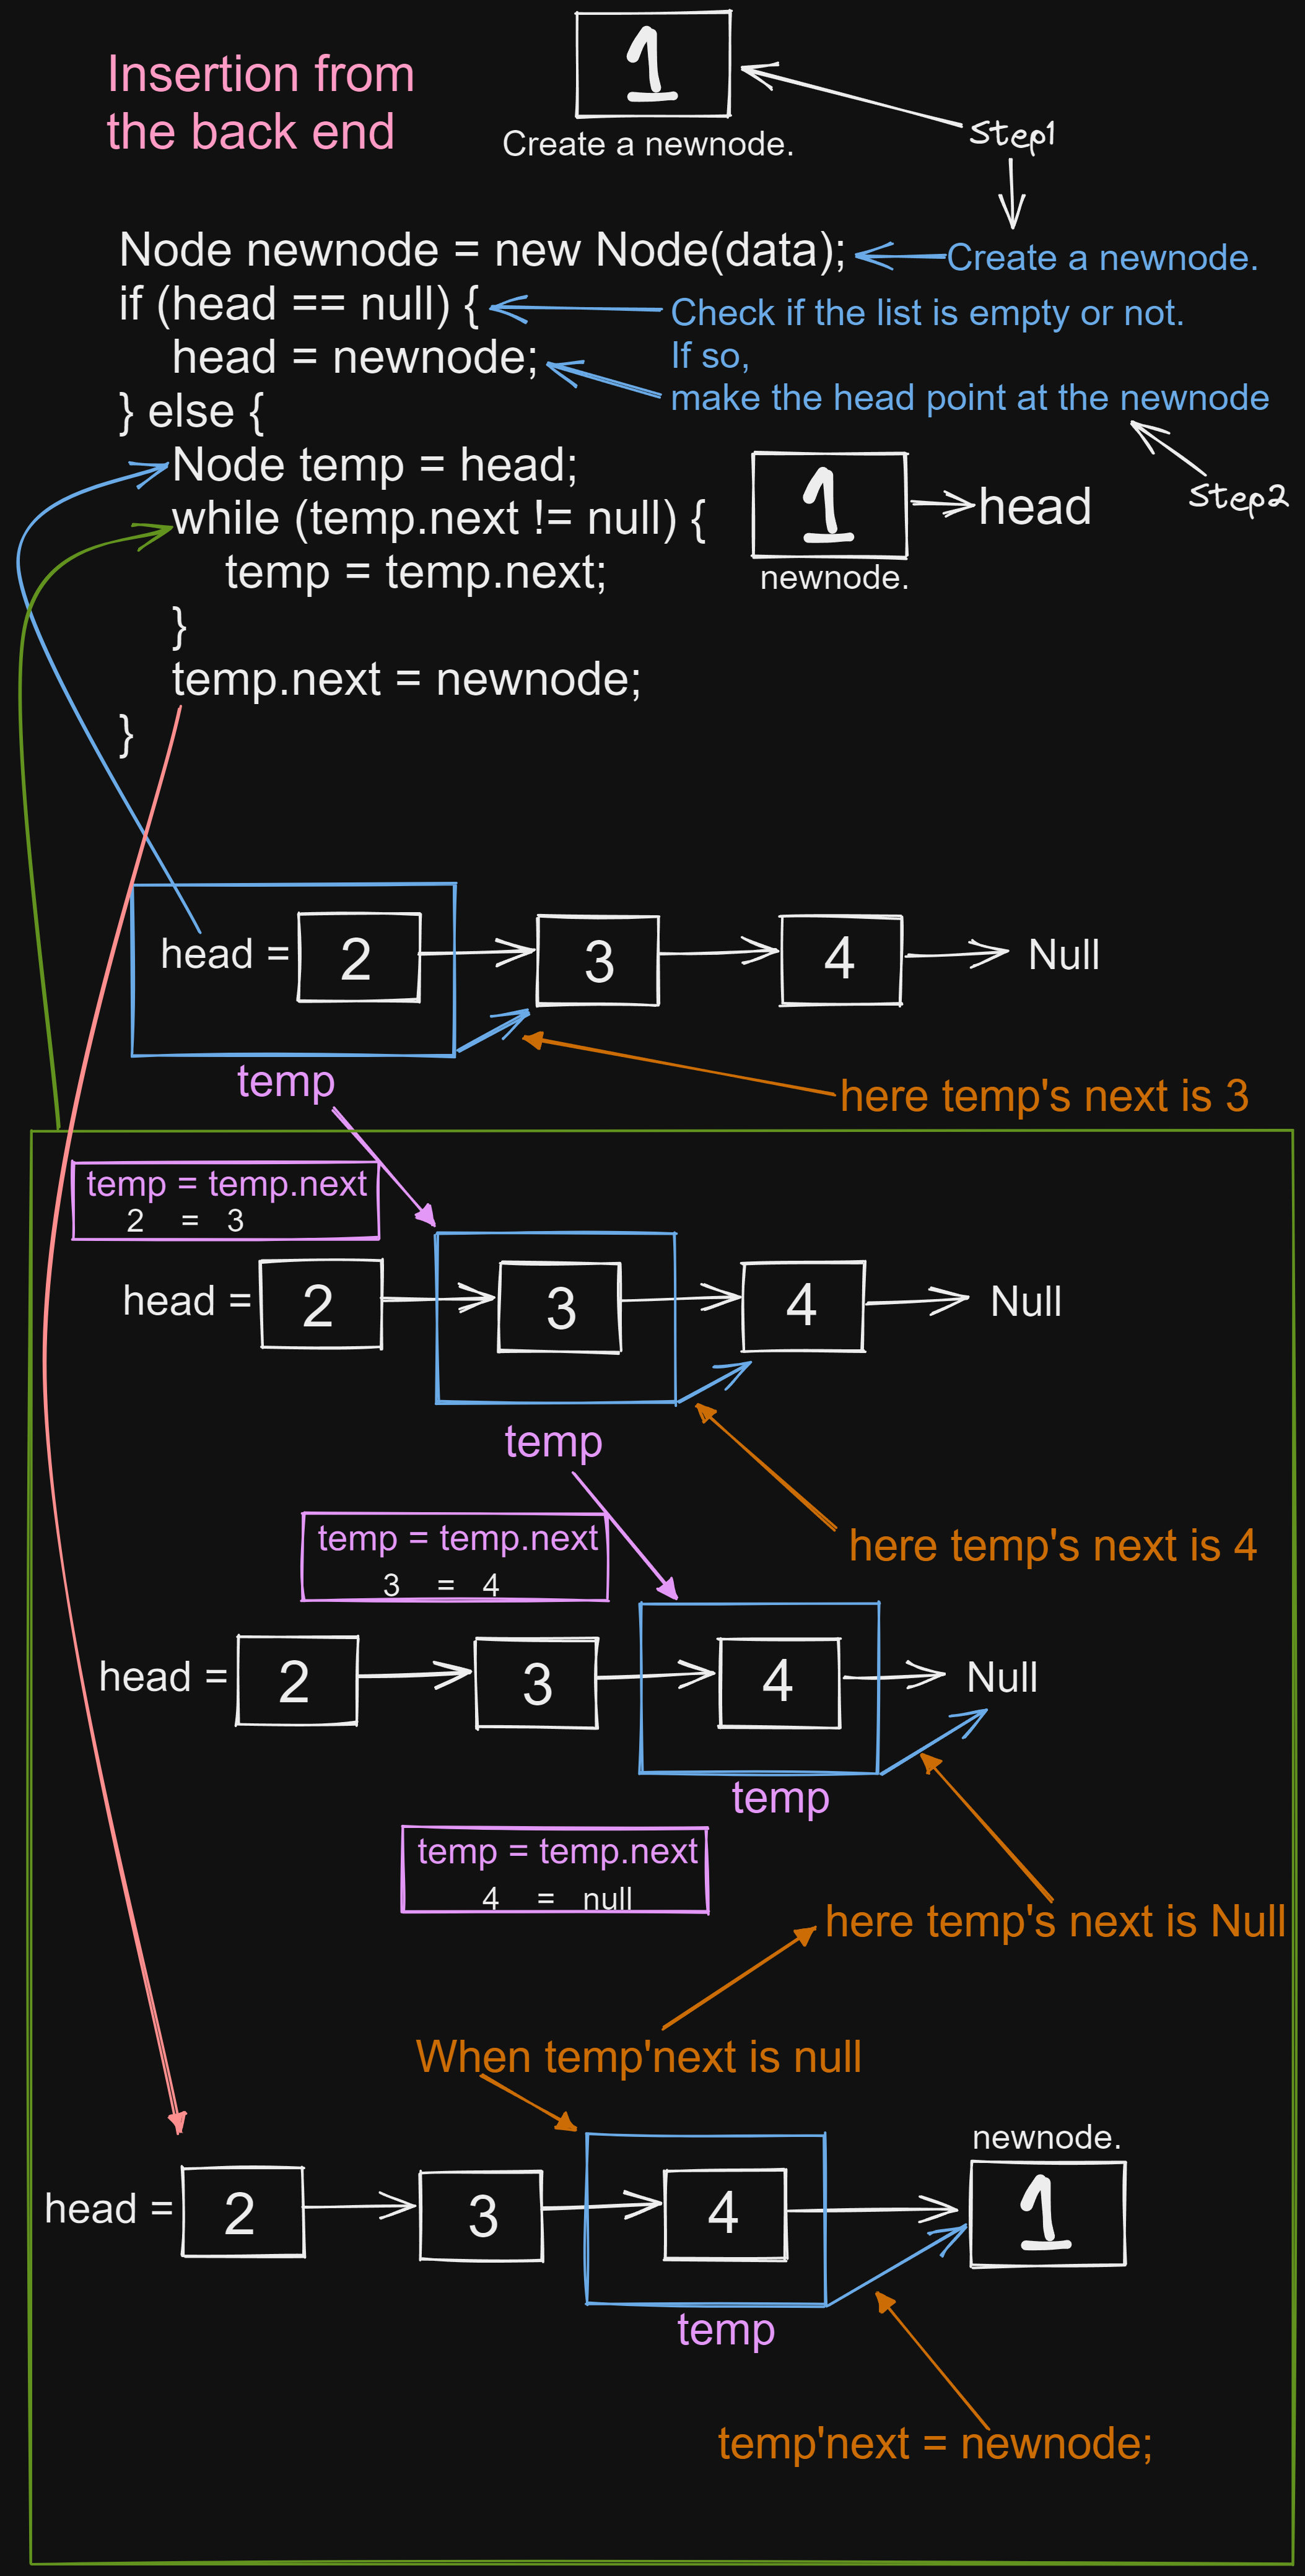 Insertion from
the back end
1
Create a newnode.
Step1
Node newnode = new Node(data);
Create a newnode.
if (head == null) {
Check if the list is empty or not.
If so,
head = newnode;
make the head point at the newnode
} else {
Node temp = head;
Step2
1
head
while (temp.next != null) {
temp = temp.next;
newnode.
}
temp.next = newnode;
}
head =
2
3
4
Null
temp
here temp's next is 3
temp = temp.next
2 = 3
head =
2
3
4
Null
temp
here temp's next is 4
temp = temp.next
3 = 4
head =
2
3
4
Null
temp
temp = temp.next
4 = null
here temp's next is Null
When temp'next is null
newnode.
head =
2
3
4
1
temp
temp'next = newnode;